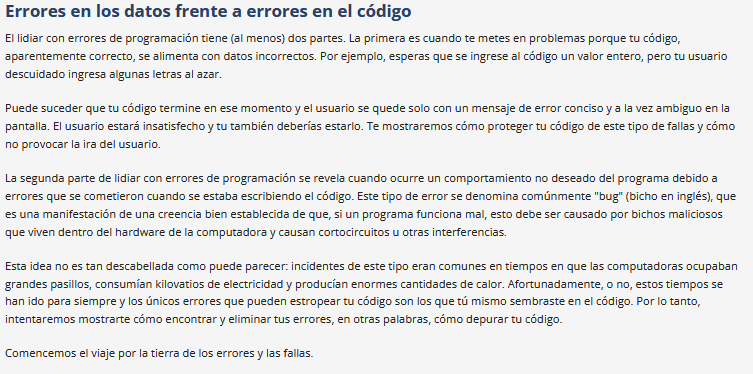 Errores en los datos frente a errores en el código
El lidiar con errores de programación tiene (al menos) dos partes. La primera es cuando te metes en problemas porque tu código,
aparentemente correcto, se alimenta con datos incorrectos. Por ejemplo, esperas que se ingrese al código un valor entero, pero tu usuario
descuidado ingresa algunas letras al azar.
Puede suceder que tu código termine en ese momento y el usuario se quede solo con un mensaje de error conciso y a la vez ambiguo en la
pantalla. El usuario estará insatisfecho y tu también deberías estarlo. Te mostraremos cómo proteger tu código de este tipo de fallas y cómo
no provocar la ira del usuario.
La segunda parte de lidiar con errores de programación se revela cuando ocurre un comportamiento no deseado del programa debido a
errores que se cometieron cuando se estaba escribiendo el código. Este tipo de error se denomina comúnmente "bug" (bicho en inglés), que
es una manifestación de una creencia bien establecida de que, si un programa funciona mal, esto debe ser causado por bichos maliciosos
que viven dentro del hardware de la computadora y causan cortocircuitos u otras interferencias.
Esta idea no es tan descabellada como puede parecer: incidentes de este tipo eran comunes en tiempos en que las computadoras ocupaban
grandes pasillos, consumían kilovatios de electricidad y producían enormes cantidades de calor. Afortunadamente, o no, estos tiempos se
han ido para siempre y los únicos errores que pueden estropear tu código son los que tú mismo sembraste en el código. Por lo tanto,
intentaremos mostrarte cómo encontrar y eliminar tus errores, en otras palabras, cómo depurar tu código.
Comencemos el viaje por la tierra de los errores y las fallas.